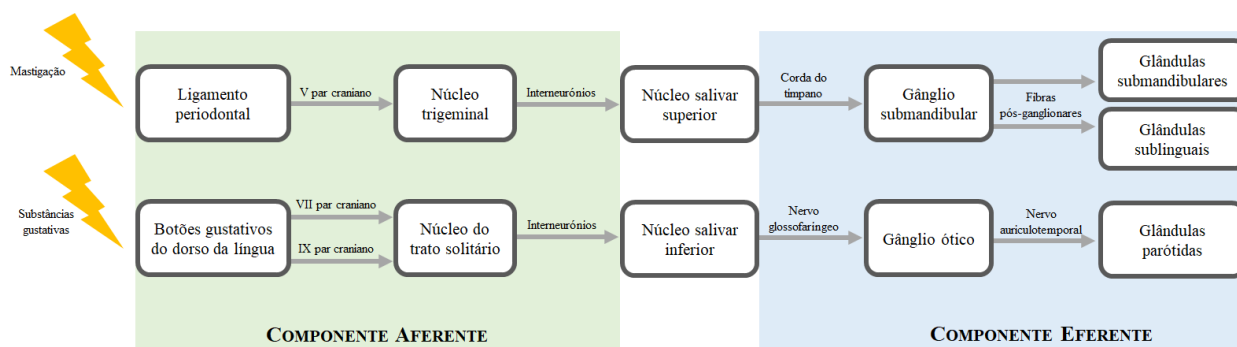 Mastigação
Ligamento
periodontal
V par craniano
Núcleo
trigeminal
Interneurónios
Núcleo salivar
superior
Corda do
tímpano
Gânglio
submandibular
Fibras
pós-ganglionares
Glândulas
submandibulares
Glândulas
sublinguais
Substâncias
gustativas
Botões gustativos
do dorso da língua
VII par craniano
IX par craniano
Núcleo do
trato solitário
Interneurónios
Núcleo salivar
inferior
Nervo
glossofaríngeo
Gânglio ótico
Nervo
auriculotemporal
Glândulas
parótidas
COMPONENTE AFERENTE
COMPONENTE EFERENTE